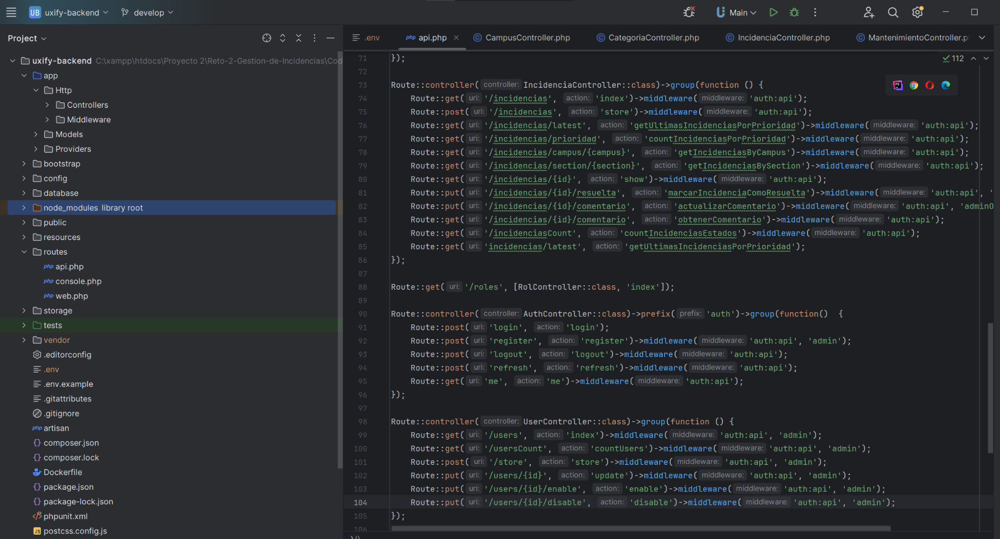 UB uxify-backend develop Main
Project
.env php api.php CampusController.php CategoriaController.php IncidenciaController.php MantenimientoController.p
uxify-backend C:\xampp\htdocs\Proyecto 2\Reto-2-Gestion-de-Incidencias\Cod
app
Http
Controllers
Middleware
Models
Providers
bootstrap
config
database
node_modules library root
public
resources
routes
php api.php
php console.php
php web.php
storage
tests
vendor
.editorconfig
.env
.env.example
.gitattributes
.gitignore
php artisan
{} composer.json
{} composer.lock
Dockerfile
{} package.json
{} package-lock.json
</> phpunit.xml
JS postcss.config.js
112
PS
71 });
72
73 Route::controller( controller: IncidenciaController::class)->group(function () {
74 Route::get( uri: '/incidencias', action: 'index')->middleware( middleware: 'auth:api');
75 Route::post( uri: '/incidencias', action: 'store')->middleware( middleware: 'auth:api');
76 Route::get( uri: '/incidencias/latest', action: 'getUltimasIncidenciasPorPrioridad')->middleware( middleware: 'auth:api');
77 Route::get( uri: '/incidencias/prioridad', action: 'countIncidenciasPorPrioridad')->middleware( middleware: 'auth:api');
78 Route::get( uri: '/incidencias/campus/{campus}', action: 'getIncidenciasByCampus')->middleware( middleware: 'auth:api');
79 Route::get( uri: '/incidencias/section/{section}', action: 'getIncidenciasBySection')->middleware( middleware: 'auth:api');
80 Route::get( uri: '/incidencias/{id}', action: 'show')->middleware( middleware: 'auth:api');
81 Route::put( uri: '/incidencias/{id}/resuelta', action: 'marcarIncidenciaComoResuelta')->middleware( middleware: 'auth:api', '
82 Route::put( uri: '/incidencias/{id}/comentario', action: 'actualizarComentario')->middleware( middleware: 'auth:api', 'adminO
83 Route::get( uri: '/incidencias/{id}/comentario', action: 'obtenerComentario')->middleware( middleware: 'auth:api');
84 Route::get( uri: '/incidenciasCount', action: 'countIncidenciasEstados')->middleware( middleware: 'auth:api');
85 Route::get( uri: 'incidencias/latest', action: 'getUltimasIncidenciasPorPrioridad');
86 });
87
88 Route::get( uri: '/roles', [RolController::class, 'index']);
89
90 Route::controller( controller: AuthController::class)->prefix( prefix: 'auth')->group(function() {
91 Route::post( uri: 'login', action: 'login');
92 Route::post( uri: 'register', action: 'register')->middleware( middleware: 'auth:api', 'admin');
93 Route::post( uri: 'logout', action: 'logout')->middleware( middleware: 'auth:api');
94 Route::post( uri: 'refresh', action: 'refresh')->middleware( middleware: 'auth:api');
95 Route::get( uri: 'me', action: 'me')->middleware( middleware: 'auth:api');
96 });
97
98 Route::controller( controller: UserController::class)->group(function () {
99 Route::get( uri: '/users', action: 'index')->middleware( middleware: 'auth:api', 'admin');
100 Route::get( uri: '/usersCount', action: 'countUsers')->middleware( middleware: 'auth:api', 'admin');
101 Route::post( uri: '/store', action: 'store')->middleware( middleware: 'auth:api', 'admin');
102 Route::put( uri: '/users/{id}', action: 'update')->middleware( middleware: 'auth:api', 'admin');
103 Route::put( uri: '/users/{id}/enable', action: 'enable')->middleware( middleware: 'auth:api', 'admin');
104 Route::put( uri: '/users/{id}/disable', action: 'disable')->middleware( middleware: 'auth:api', 'admin');
105 });
106